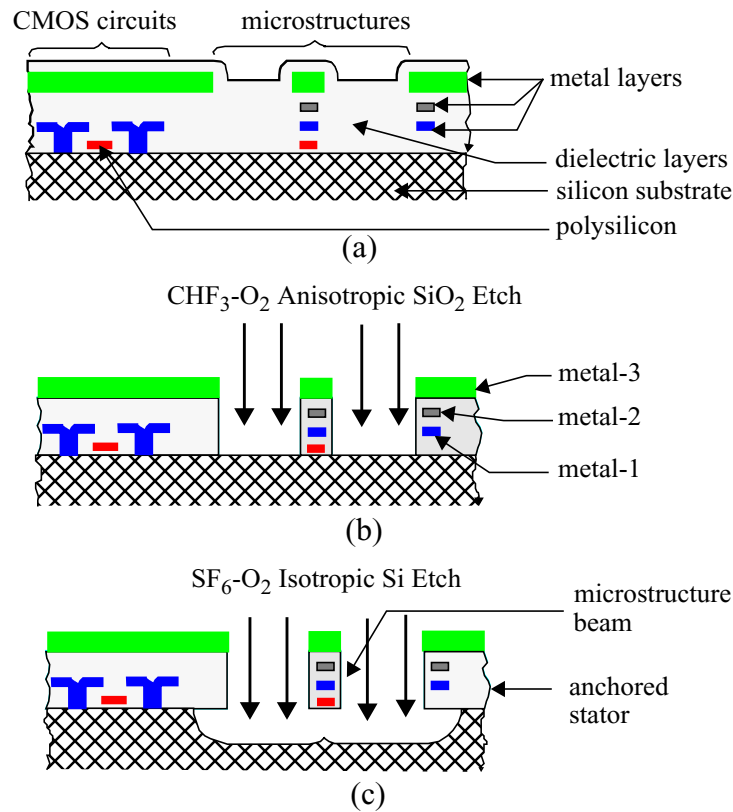 CMOS circuits
microstructures
metal layers
dielectric layers
silicon substrate
polysilicon
(a)
CHF3-O2 Anisotropic SiO2 Etch
metal-3
metal-2
metal-1
(b)
SF6-O2 Isotropic Si Etch
microstructure
beam
anchored
stator
(c)